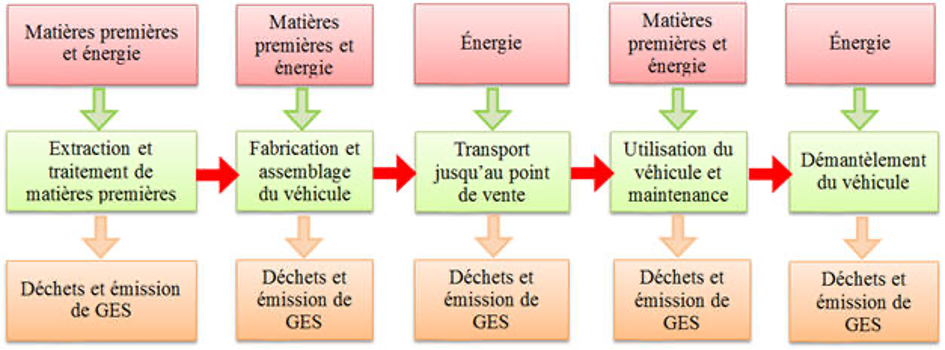 Matières premières
et énergie
Matières
premières et
énergie
Énergie
Matières
premières et
énergie
Énergie
Extraction et
traitement de
matières premières
Fabrication et
assemblage
du véhicule
Transport
jusqu'au point
de vente
Utilisation du
véhicule et
maintenance
Démantèlement
du véhicule
Déchets et émission
de GES
Déchets et
émission de
GES
Déchets et
émission de
GES
Déchets et
émission de
GES
Déchets et
émission de
GES